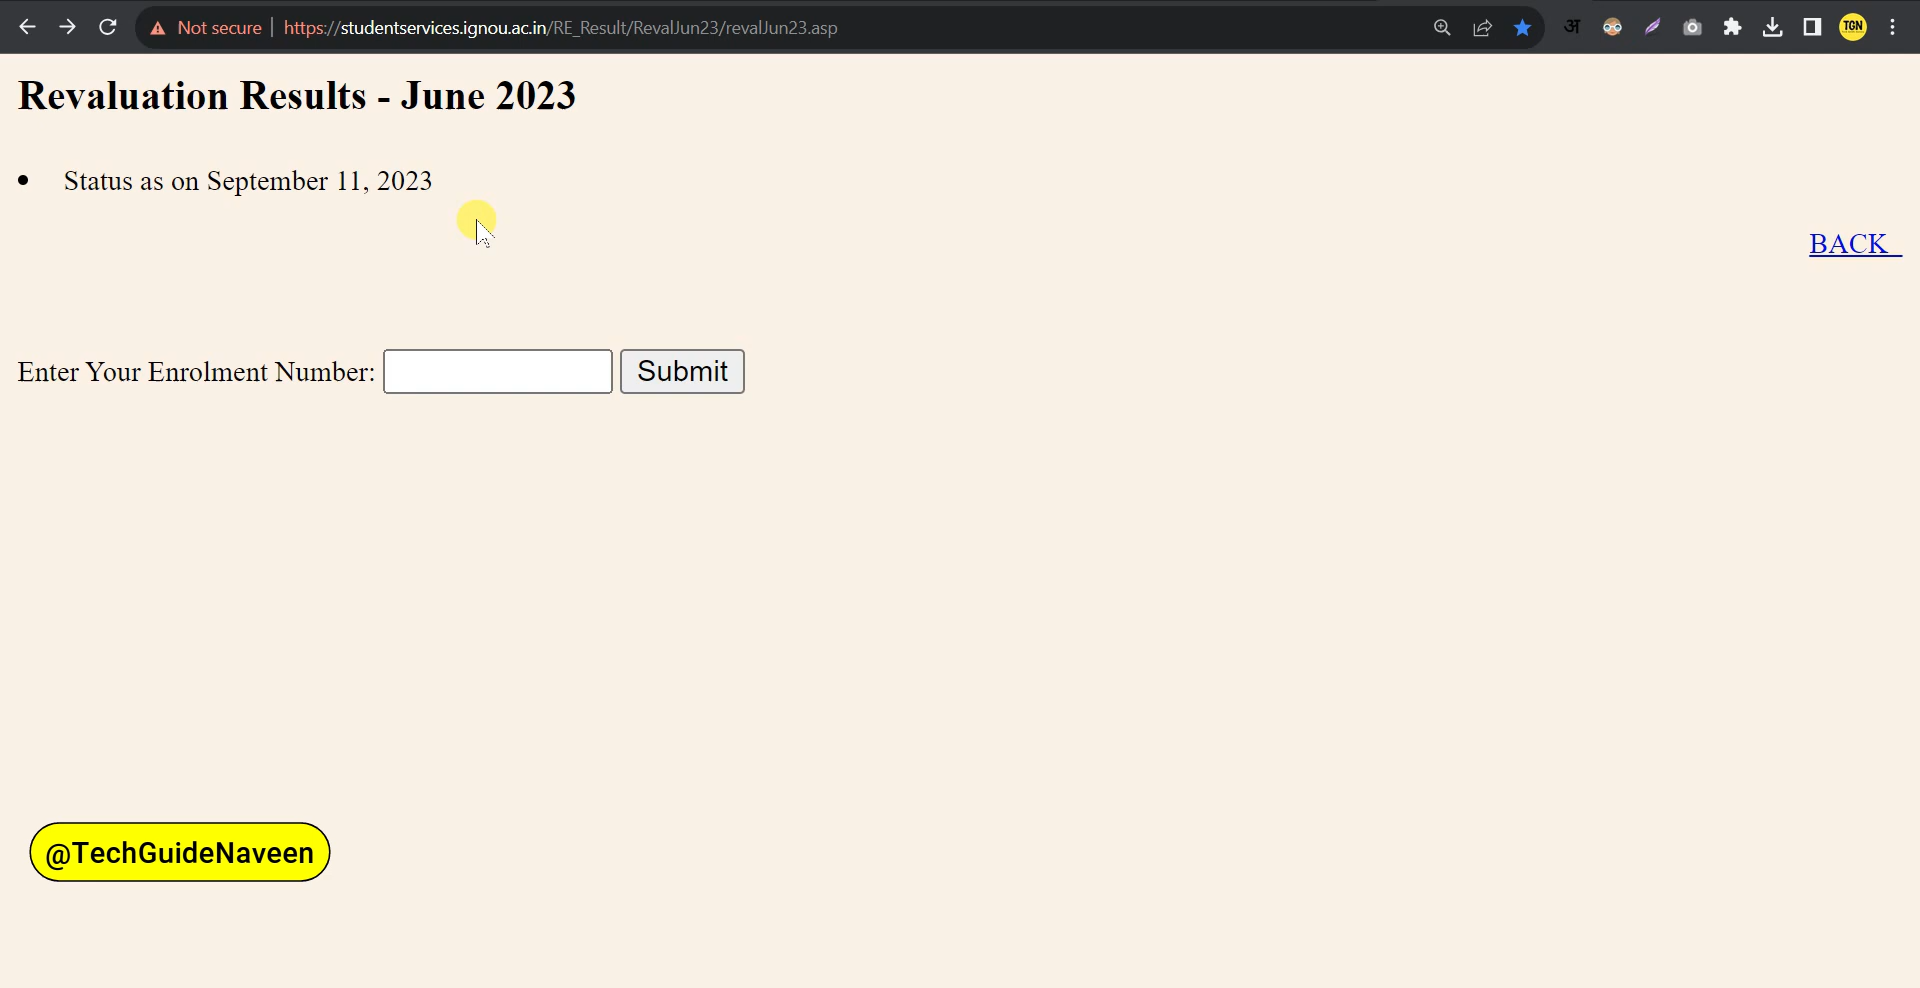 Not secure | https://studentservices.ignou.ac.in/RE_Result/RevalJun23/revalJun23.asp
अ
TGN
Revaluation Results - June 2023
• Status as on September 11, 2023
BACK
Enter Your Enrolment Number: Submit
@TechGuideNaveen